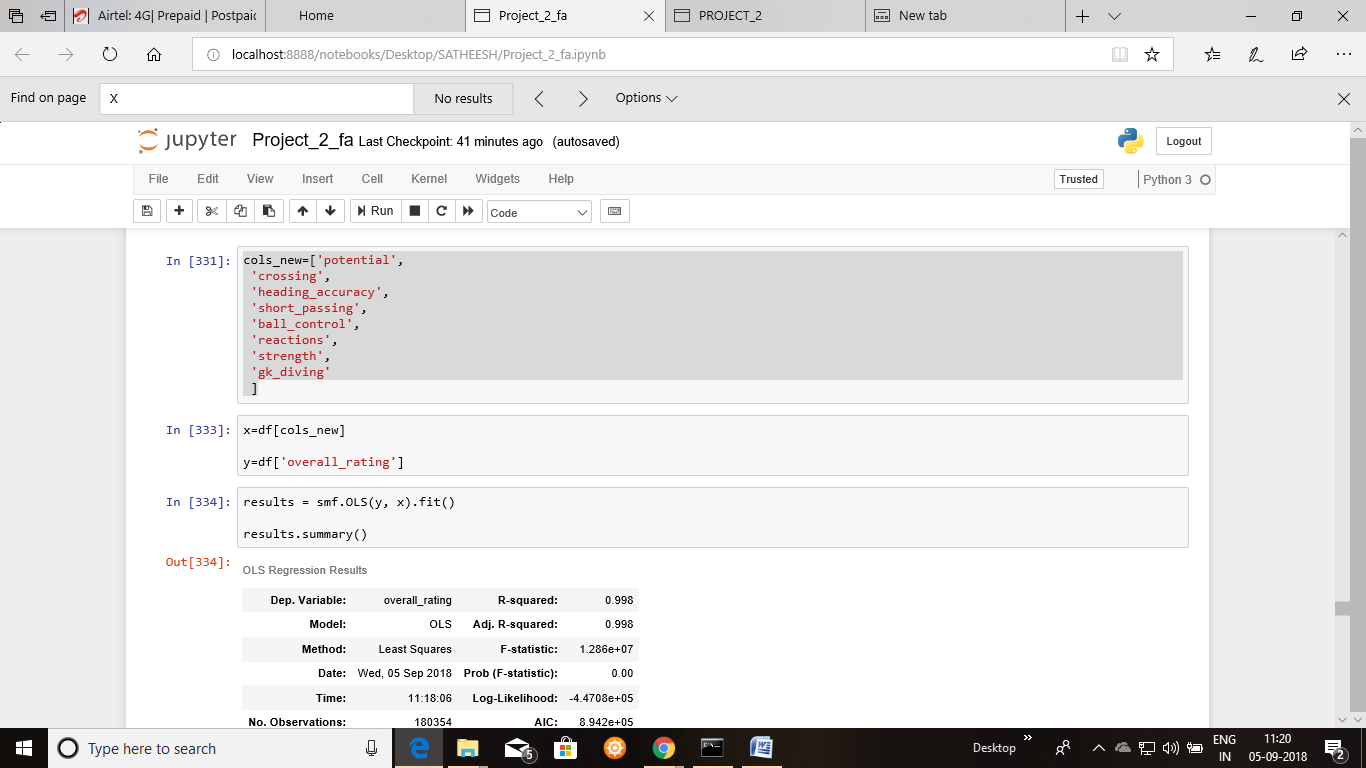 Airtel: 4G| Prepaid | Postpaid
Home
Project_2_fa
PROJECT_2
New tab
localhost:8888/notebooks/Desktop/SATHEESH/Project_2_fa.ipynb
Find on page X No results Options
jupyter Project_2_fa Last Checkpoint: 41 minutes ago (autosaved) Logout
File Edit View Insert Cell Kernel Widgets Help Trusted Python 3
Run Code
In [331]: cols_new=['potential',
'crossing',
'heading_accuracy',
'short_passing',
'ball_control',
'reactions',
'strength',
'gk_diving'
]
In [333]: x=df[cols_new]
y=df['overall_rating']
In [334]: results = smf.OLS(y, x).fit()
results.summary()
Out[334]: OLS Regression Results
Dep. Variable: overall_rating R-squared: 0.998
Model: OLS Adj. R-squared: 0.998
Method: Least Squares F-statistic: 1.286e+07
Date: Wed, 05 Sep 2018 Prob (F-statistic): 0.00
Time: 11:18:06 Log-Likelihood: -4.4708e+05
No. Observations: 180354 AIC: 8.942e+05
Type here to search 5 Desktop ENG 11:20
IN 05-09-2018 2